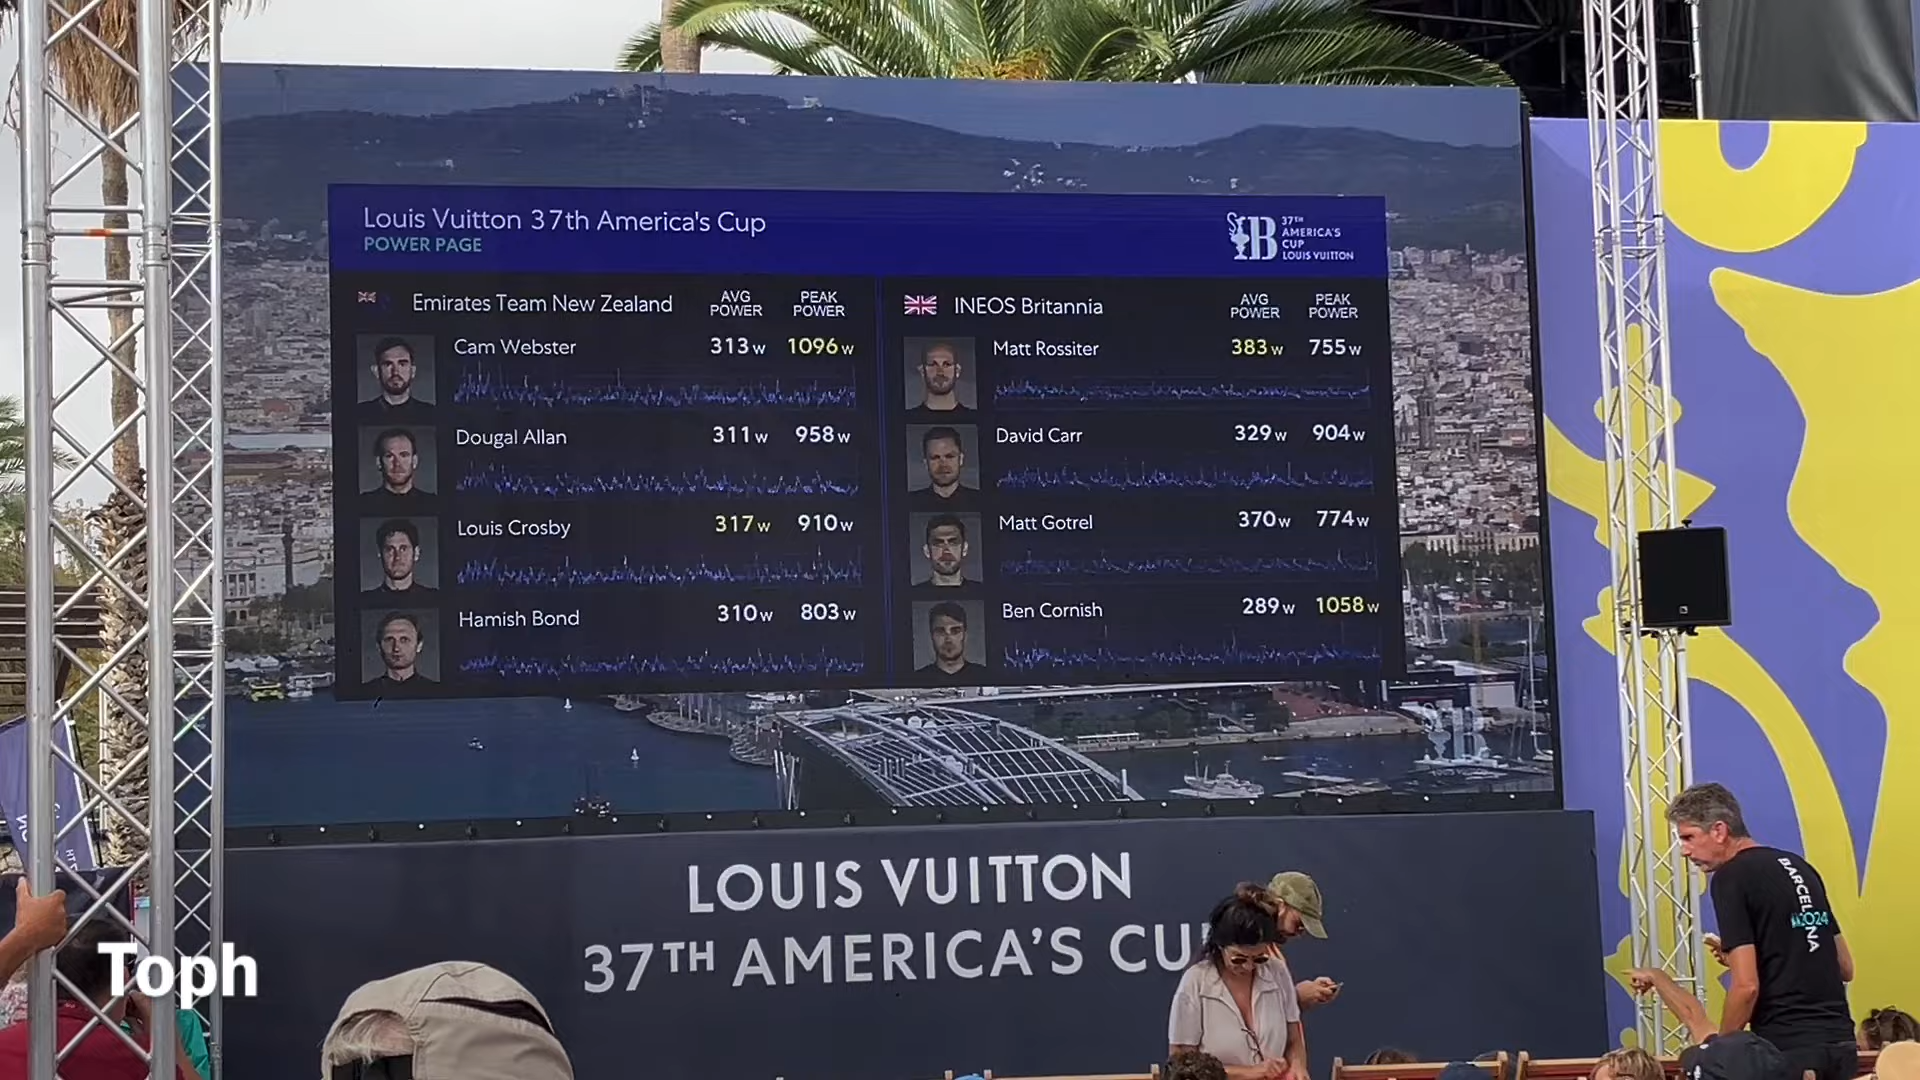 Louis Vuitton 37th America's Cup
POWER PAGE
B
37TH
AMERICA'S
CUP
LOUIS VUITTON
Emirates Team New Zealand
AVG POWER
PEAK POWER
Cam Webster 313w 1096w
Dougal Allan 311w 958w
Louis Crosby 317w 910w
Hamish Bond 310w 803w
INEOS Britannia
AVG POWER
PEAK POWER
Matt Rossiter 383w 755w
David Carr 329w 904w
Matt Gotrel 370w 774w
Ben Cornish 289w 1058w
LOUIS VUITTON
37TH AMERICA'S CU
BARCELONA
2024
Toph